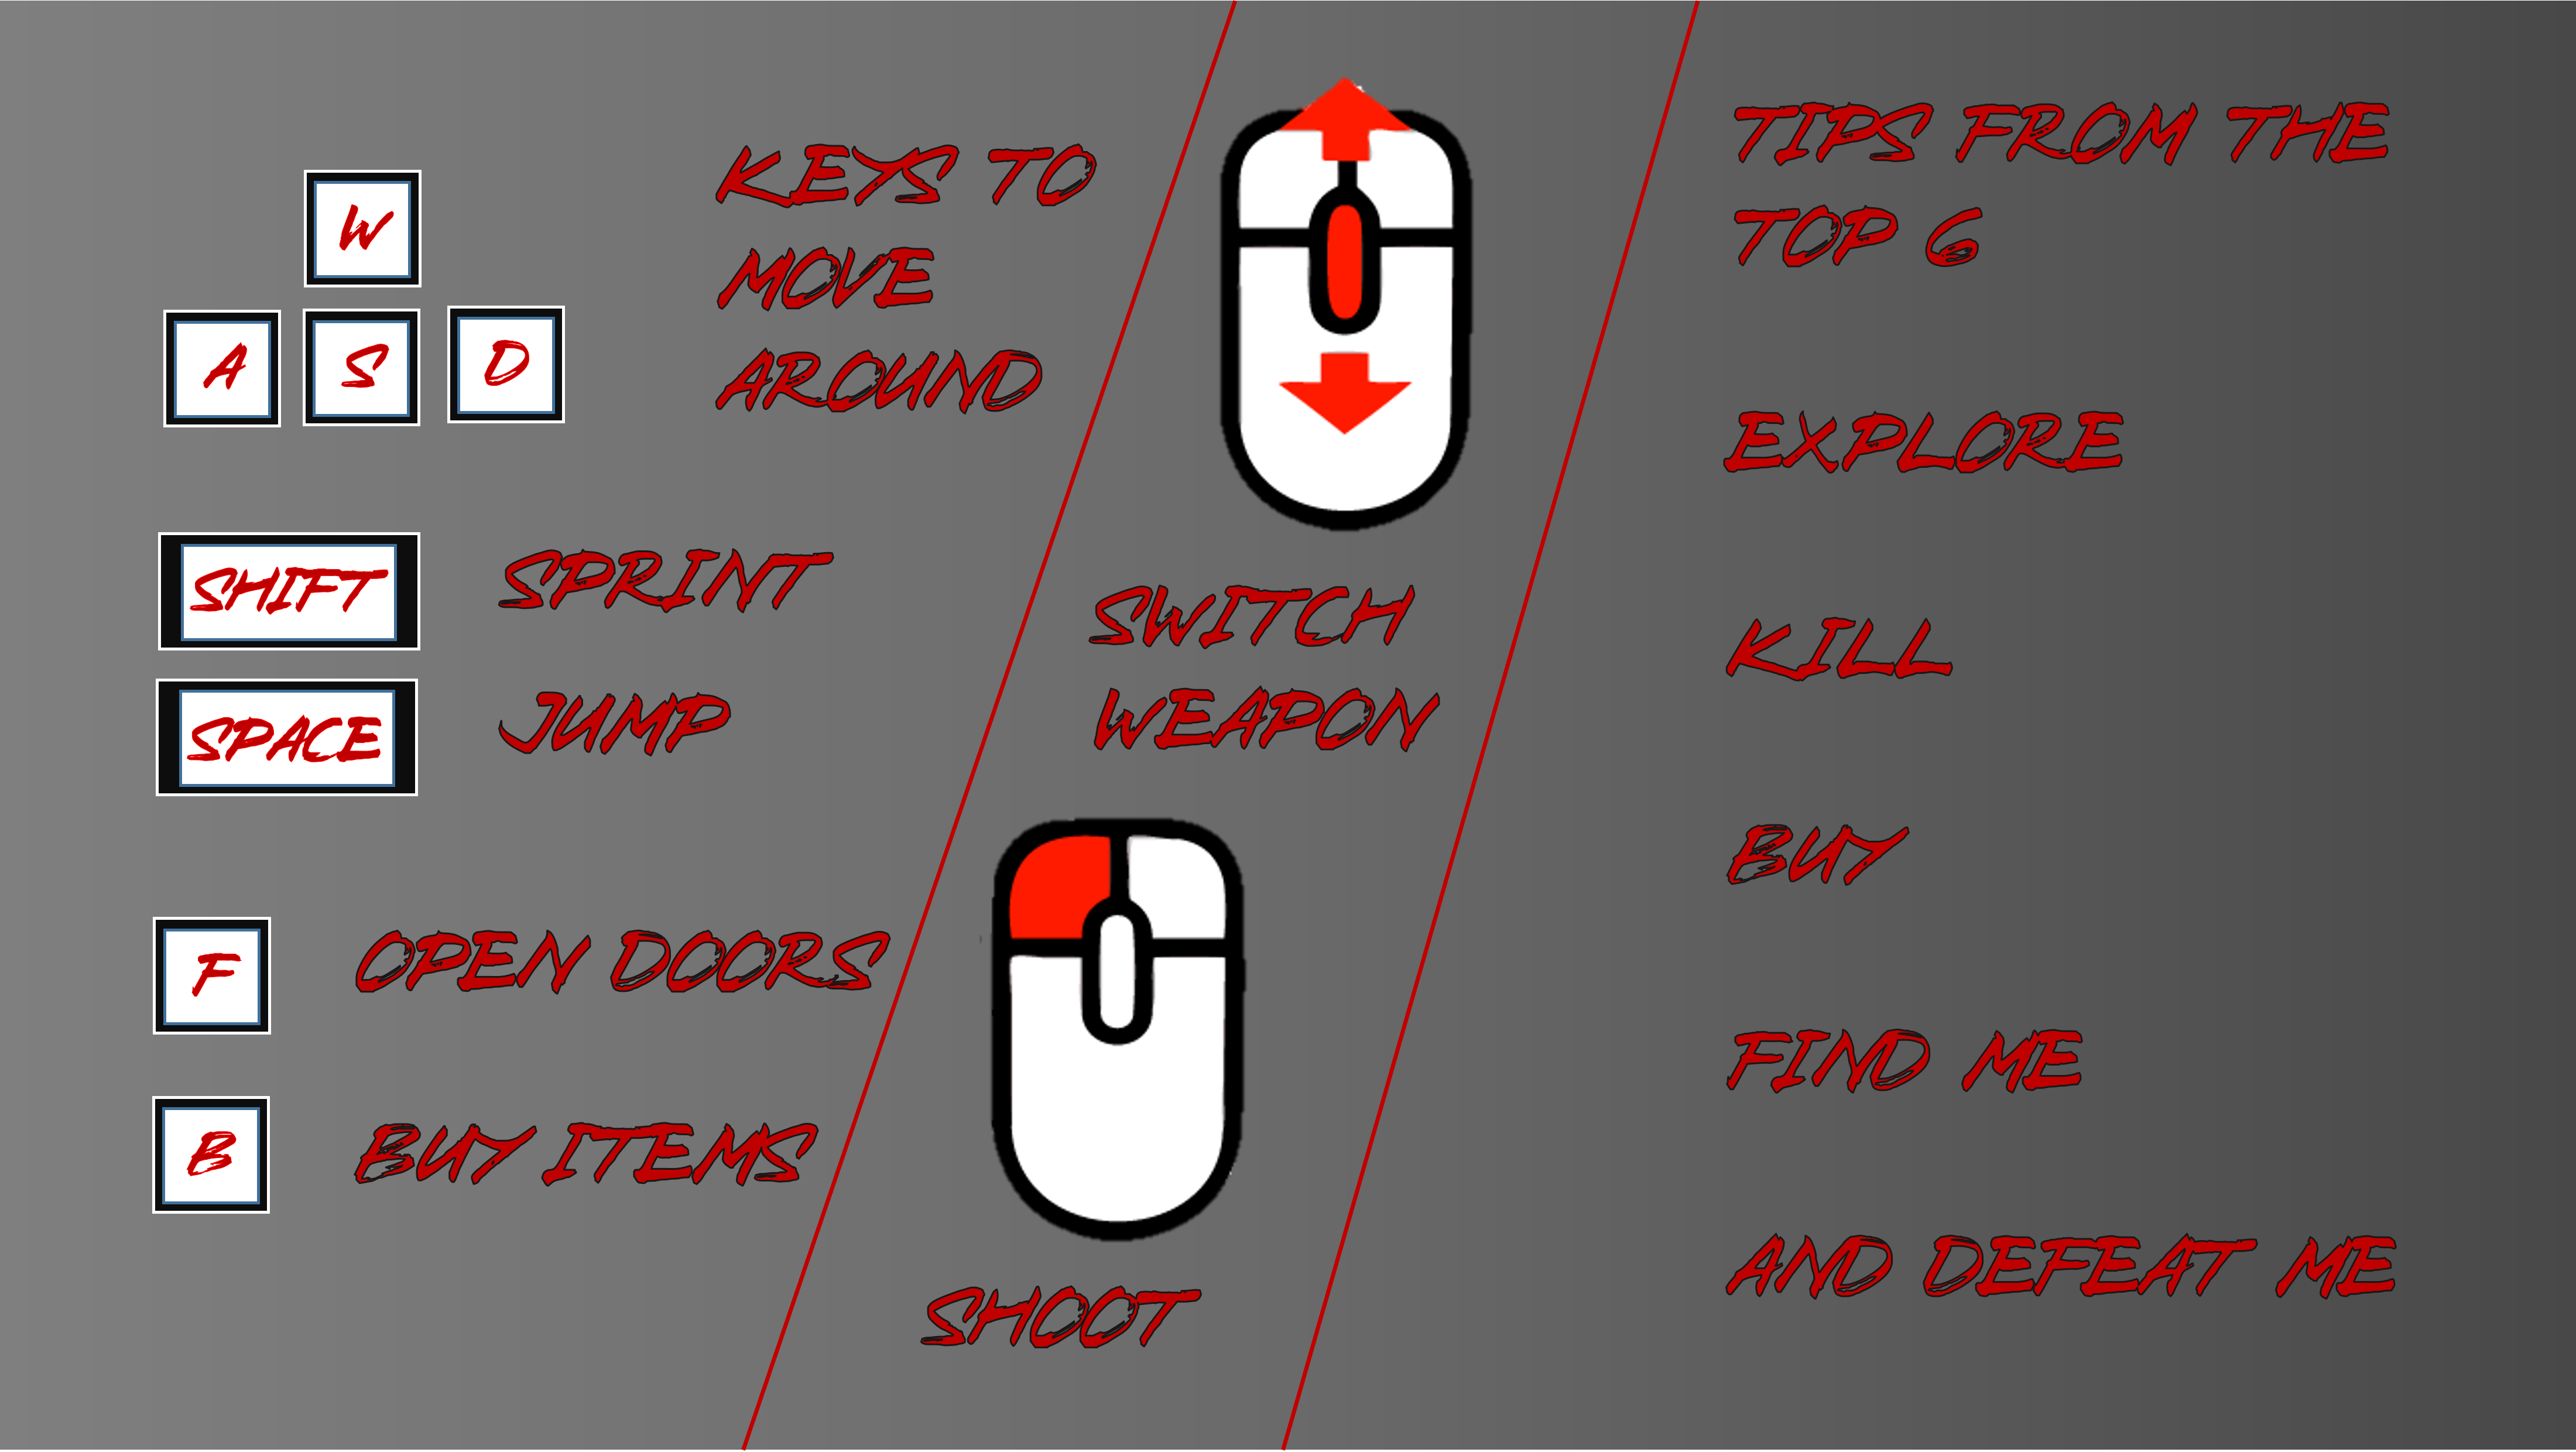 W
A S D
KEYS TO
MOVE
AROUND
SHIFT SPRINT
SPACE JUMP
F OPEN DOORS
B BUY ITEMS
SWITCH
WEAPON
SHOOT
TIPS FROM THE
TOP 6
EXPLORE
KILL
BUY
FIND ME
AND DEFEAT ME